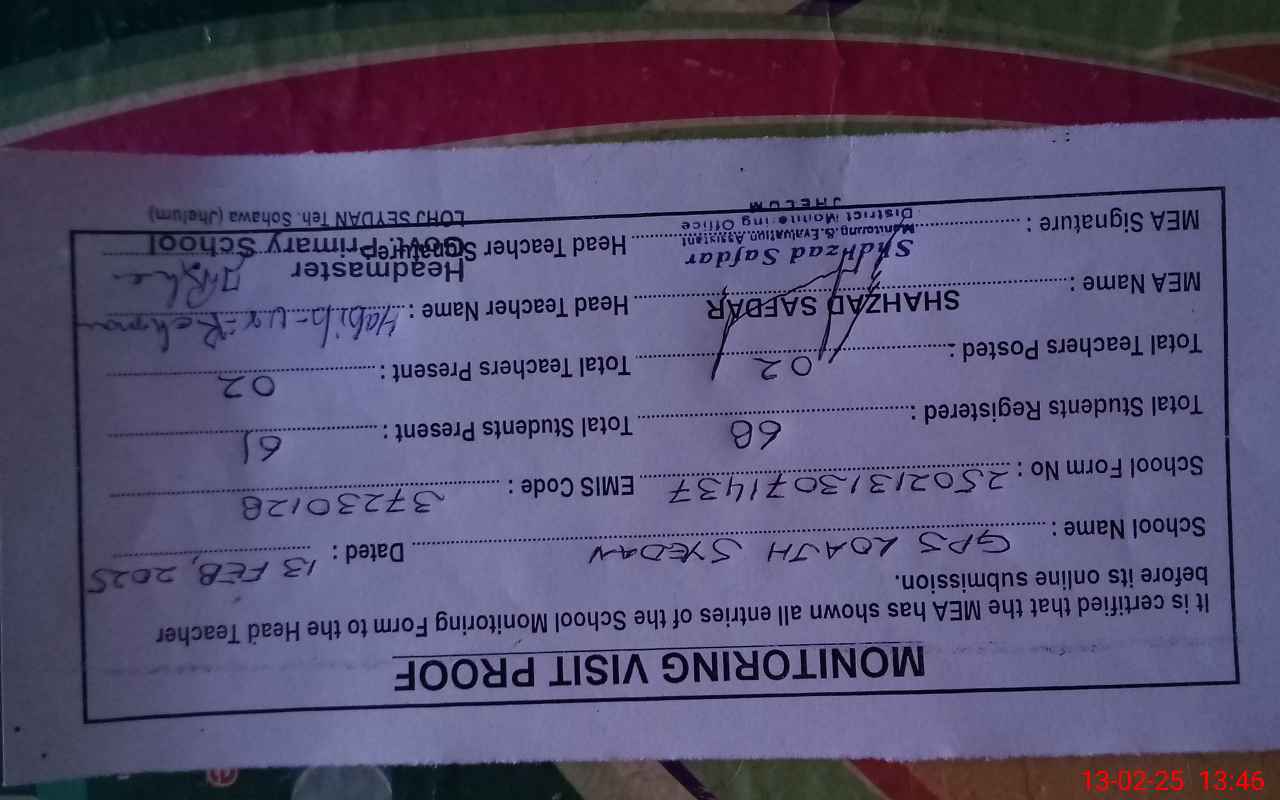 MONITORING VISIT PROOF
It is certified that the MEA has shown all entries of the School Monitoring Form to the Head Teacher
before its online submission.
School Name : GPS LOAJH SYEDAN Dated : 13 FEB, 2025
School Form No : 25021313071437 EMIS Code : 37230128
Total Students Registered : 68 Total Students Present : 61
Total Teachers Posted : 02 Total Teachers Present : 02
MEA Name : SHAHZAD SAFDAR Head Teacher Name : Habib-ur-Rehman
Shahzad Safdar Headmaster
Monitoring & Evaluation Assistant
MEA Signature : Head Teacher Signature Govt. Primary School
District Monitoring Office
JHELUM LOHJ SEYDAN Teh. Sohawa (Jhelum)
13-02-25 13:46